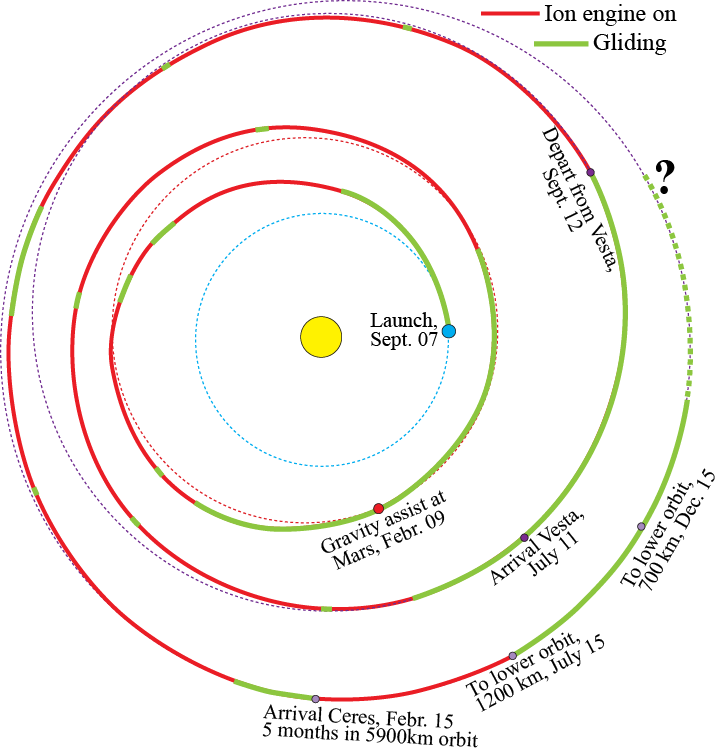 Ion engine on
Gliding
Depart from Vesta,
Sept. 12
?
Launch,
Sept. 07
Gravity assist at
Mars, Febr. 09
Arrival Vesta,
July 11
To lower orbit,
700 km, Dec. 15
To lower orbit,
1200 km, July 15
Arrival Ceres, Febr. 15
5 months in 5900km orbit